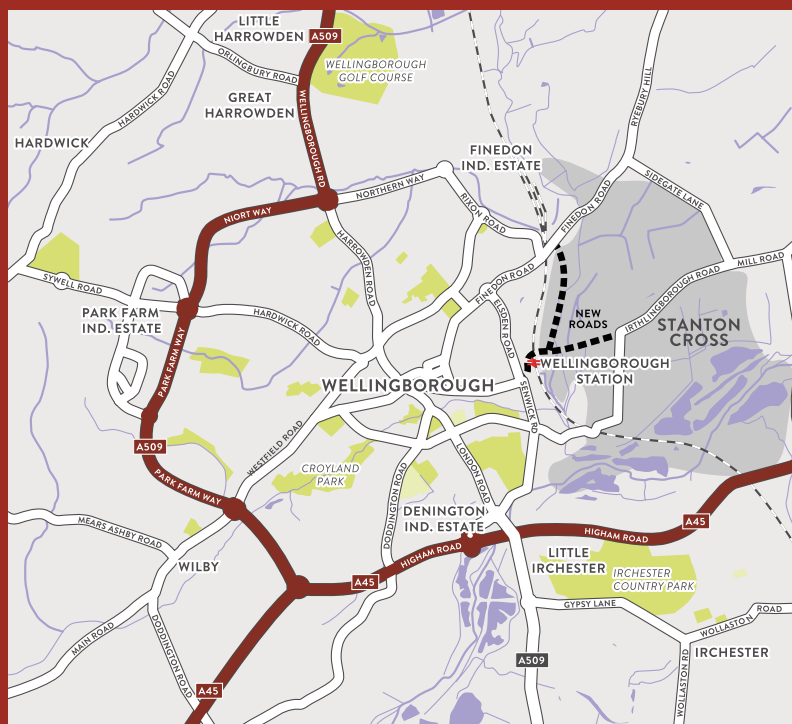 LITTLE
HARROWDEN
A509
ORLINGBURY ROAD
WELLINGBOROUGH
GOLF COURSE
HARDWICK ROAD
GREAT
HARROWDEN
WELLINGBOROUGH RD
RYEBURY HILL
HARDWICK
FINEDON
IND. ESTATE
NORTHERN WAY
SIDEGATE LANE
RIXON ROAD
FINEDON ROAD
NIORT WAY
HARROWDEN ROAD
MILL ROAD
SYWELL ROAD
FINEDON ROAD
IRTHLINGBOROUGH ROAD
PARK FARM
IND. ESTATE
HARDWICK ROAD
ELSDEN ROAD
NEW
ROADS
STANTON
CROSS
PARK FARM WAY
WELLINGBOROUGH
STATION
WELLINGBOROUGH
SENWICK RD
A509
WESTFIELD ROAD
CROYLAND
PARK
LONDON ROAD
PARK FARM WAY
DODDINGTON ROAD
DENINGTON
IND. ESTATE
A45
MEARS ASHBY ROAD
HIGHAM ROAD
HIGHAM ROAD
WILBY
LITTLE
IRCHESTER
IRCHESTER
COUNTRY PARK
A45
GYPSY LANE
WOLLASTON ROAD
MAIN ROAD
DODDINGTON ROAD
A509
IRCHESTER
WOLLASTON RD
A45